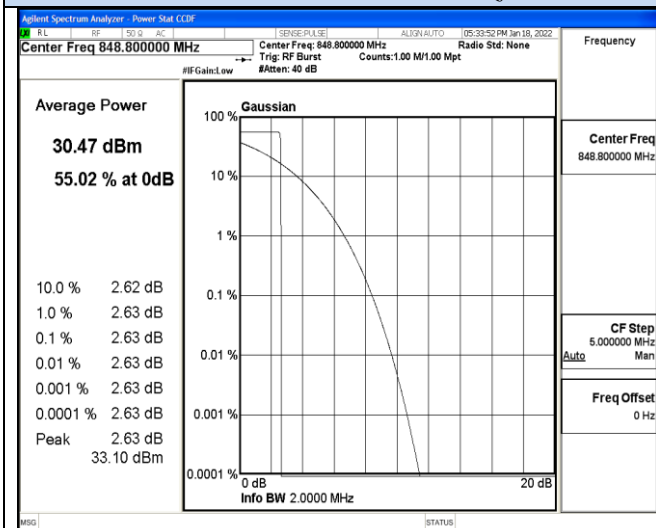 Agilent Spectrum Analyzer - Power Stat CCDF
RL RF 50 Ω AC SENSE:PULSE ALIGN AUTO 05:33:52 PM Jan 18, 2022
Center Freq 848.800000 MHz
Center Freq: 848.800000 MHz Radio Std: None
Trig: RF Burst Counts:1.00 M/1.00 Mpt
#IFGain:Low #Atten: 40 dB
Frequency
Average Power
30.47 dBm
55.02 % at 0dB
10.0 % 2.62 dB
1.0 % 2.63 dB
0.1 % 2.63 dB
0.01 % 2.63 dB
0.001 % 2.63 dB
0.0001 % 2.63 dB
Peak 2.63 dB
33.10 dBm
Gaussian
100 %
10 %
1 %
0.1 %
0.01 %
0.001 %
0.0001 %
0 dB 20 dB
Info BW 2.0000 MHz
Center Freq
848.800000 MHz
CF Step
5.000000 MHz
Auto Man
Freq Offset
0 Hz
MSG STATUS